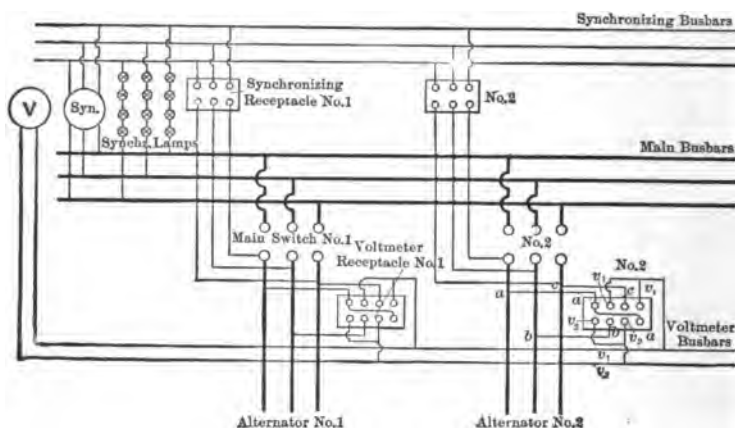 Synchronizing Busbars
V
Syn.
Synchronizing
Receptacle No.1
No.2
Synchr. Lamps
Main Busbars
Main Switch No.1
Voltmeter
Receptacle No.1
No.2
No.2
a
c
v₁
a
c
v₁
v₂
b
b
v₂
a
Voltmeter
Busbars
v₁
v₂
Alternator No.1
Alternator No.2